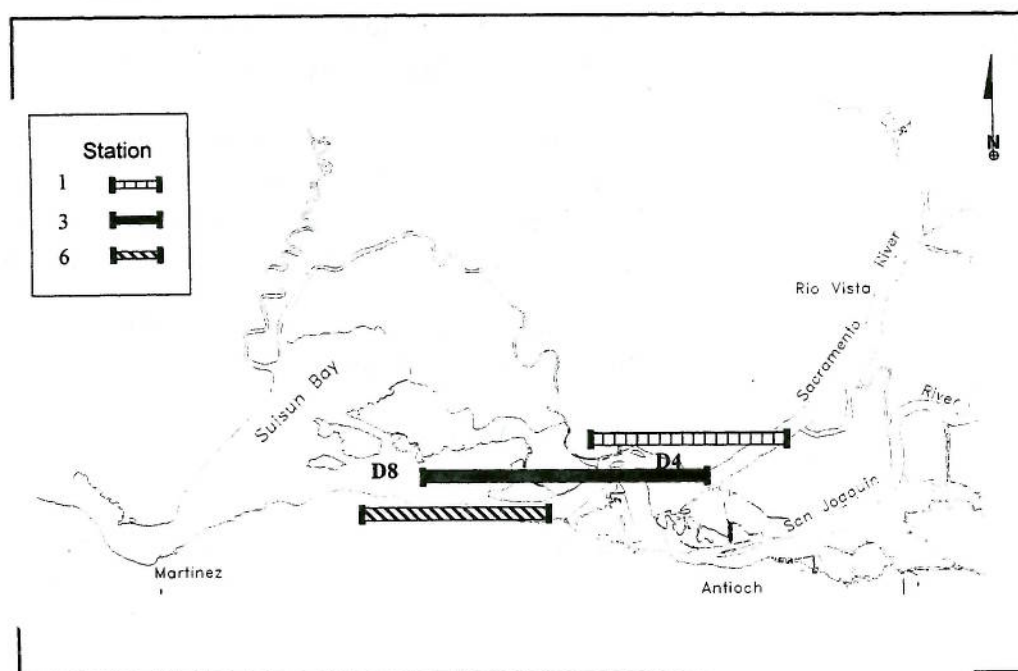 N
Station
1
3
6
River
Rio Vista
Sacramento
River
Suisun Bay
D8
D4
San Joaquin
Martinez
Antioch